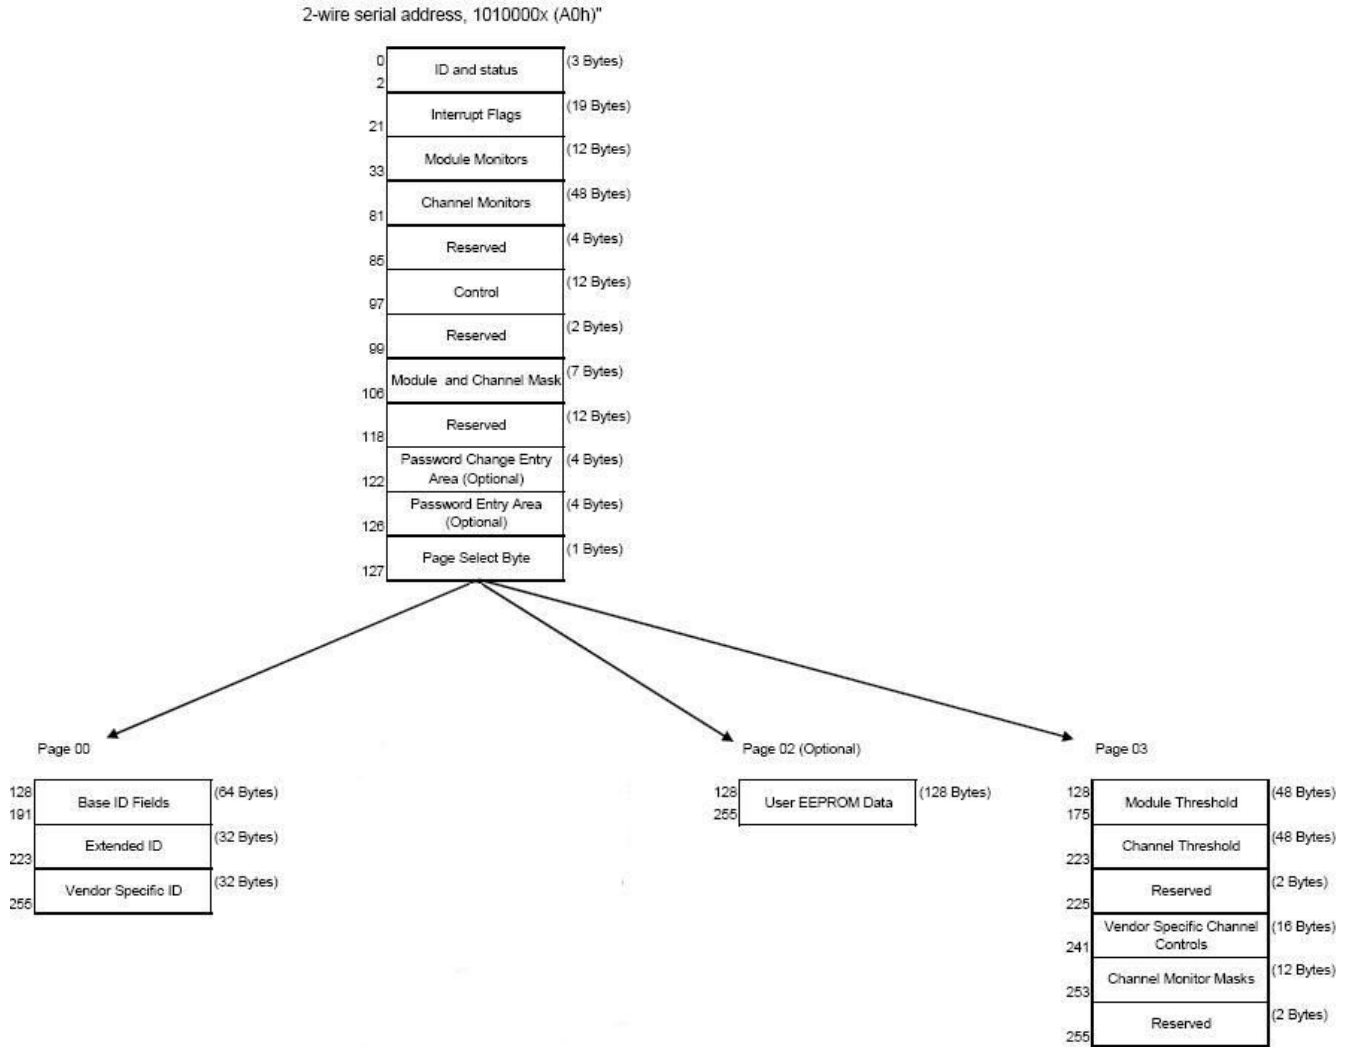 2-wire serial address, 1010000x (A0h)"
0
2
ID and status
(3 Bytes)
21
Interrupt Flags
(19 Bytes)
33
Module Monitors
(12 Bytes)
81
Channel Monitors
(48 Bytes)
85
Reserved
(4 Bytes)
97
Control
(12 Bytes)
99
Reserved
(2 Bytes)
106
Module and Channel Mask
(7 Bytes)
118
Reserved
(12 Bytes)
122
Password Change Entry
Area (Optional)
(4 Bytes)
126
Password Entry Area
(Optional)
(4 Bytes)
127
Page Select Byte
(1 Bytes)
Page 00
128
191
Base ID Fields
(64 Bytes)
223
Extended ID
(32 Bytes)
255
Vendor Specific ID
(32 Bytes)
Page 02 (Optional)
128
255
User EEPROM Data
(128 Bytes)
Page 03
128
175
Module Threshold
(48 Bytes)
223
Channel Threshold
(48 Bytes)
225
Reserved
(2 Bytes)
241
Vendor Specific Channel
Controls
(16 Bytes)
253
Channel Monitor Masks
(12 Bytes)
255
Reserved
(2 Bytes)